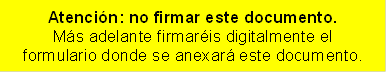 Atención: no firmar este documento.
Más adelante firmaréis digitalmente el
formulario donde se anexará este documento.